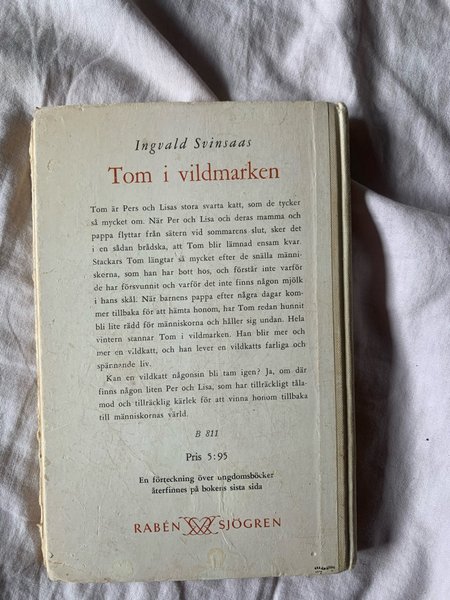 Ingvald Svinsaas
Tom i vildmarken
Tom är Pers och Lisas stora svarta katt, som de tycker
så mycket om. När Per och Lisa och deras mamma och
pappa flyttar från sätern vid sommarens slut, sker det
i en sådan brådska, att Tom blir lämnad ensam kvar.
Stackars Tom längtar så mycket efter de snälla männi-
skorna, som han har bott hos, och förstår inte varför
de har försvunnit och varför det inte finns någon mjölk
i hans skål. När barnens pappa efter några dagar kom-
mer tillbaka för att hämta honom, har Tom redan hunnit
bli lite rädd för människorna och håller sig undan. Hela
vintern stannar Tom i vildmarken. Han blir mer och
mer en vildkatt, och han lever en vildkatts farliga och
spännande liv.
Kan en vildkatt någonsin bli tam igen? Ja, om där
finns någon liten Per och Lisa, som har tillräckligt tåla-
mod och tillräcklig kärlek för att vinna honom tillbaka
till människornas värld.
B 811
Pris 5:95
En förteckning över ungdomsböcker
återfinnes på bokens sista sida
RABÉN SJÖGREN